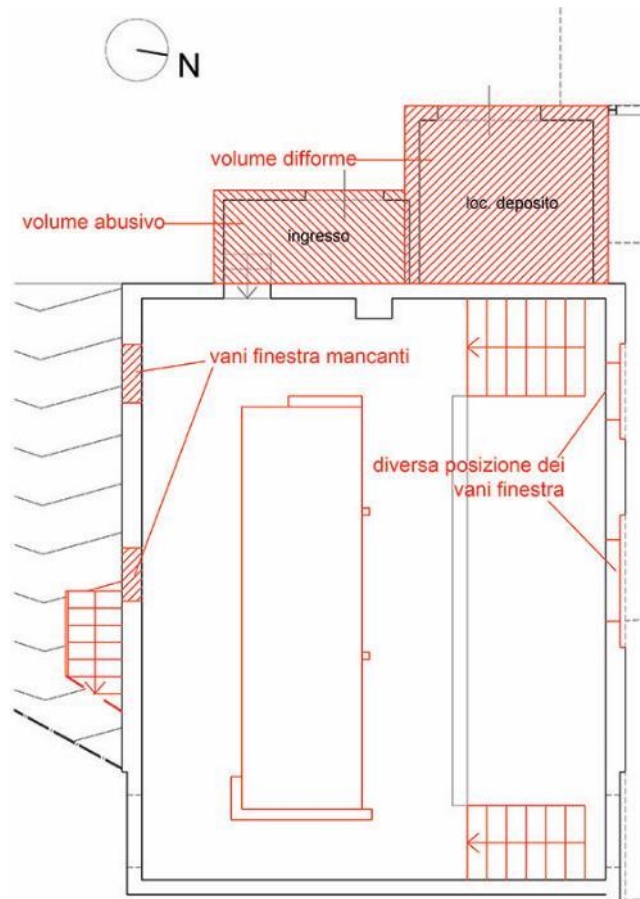 N
volume difforme
volume abusivo
loc. deposito
ingresso
vani finestra mancanti
diversa posizione dei
vani finestra